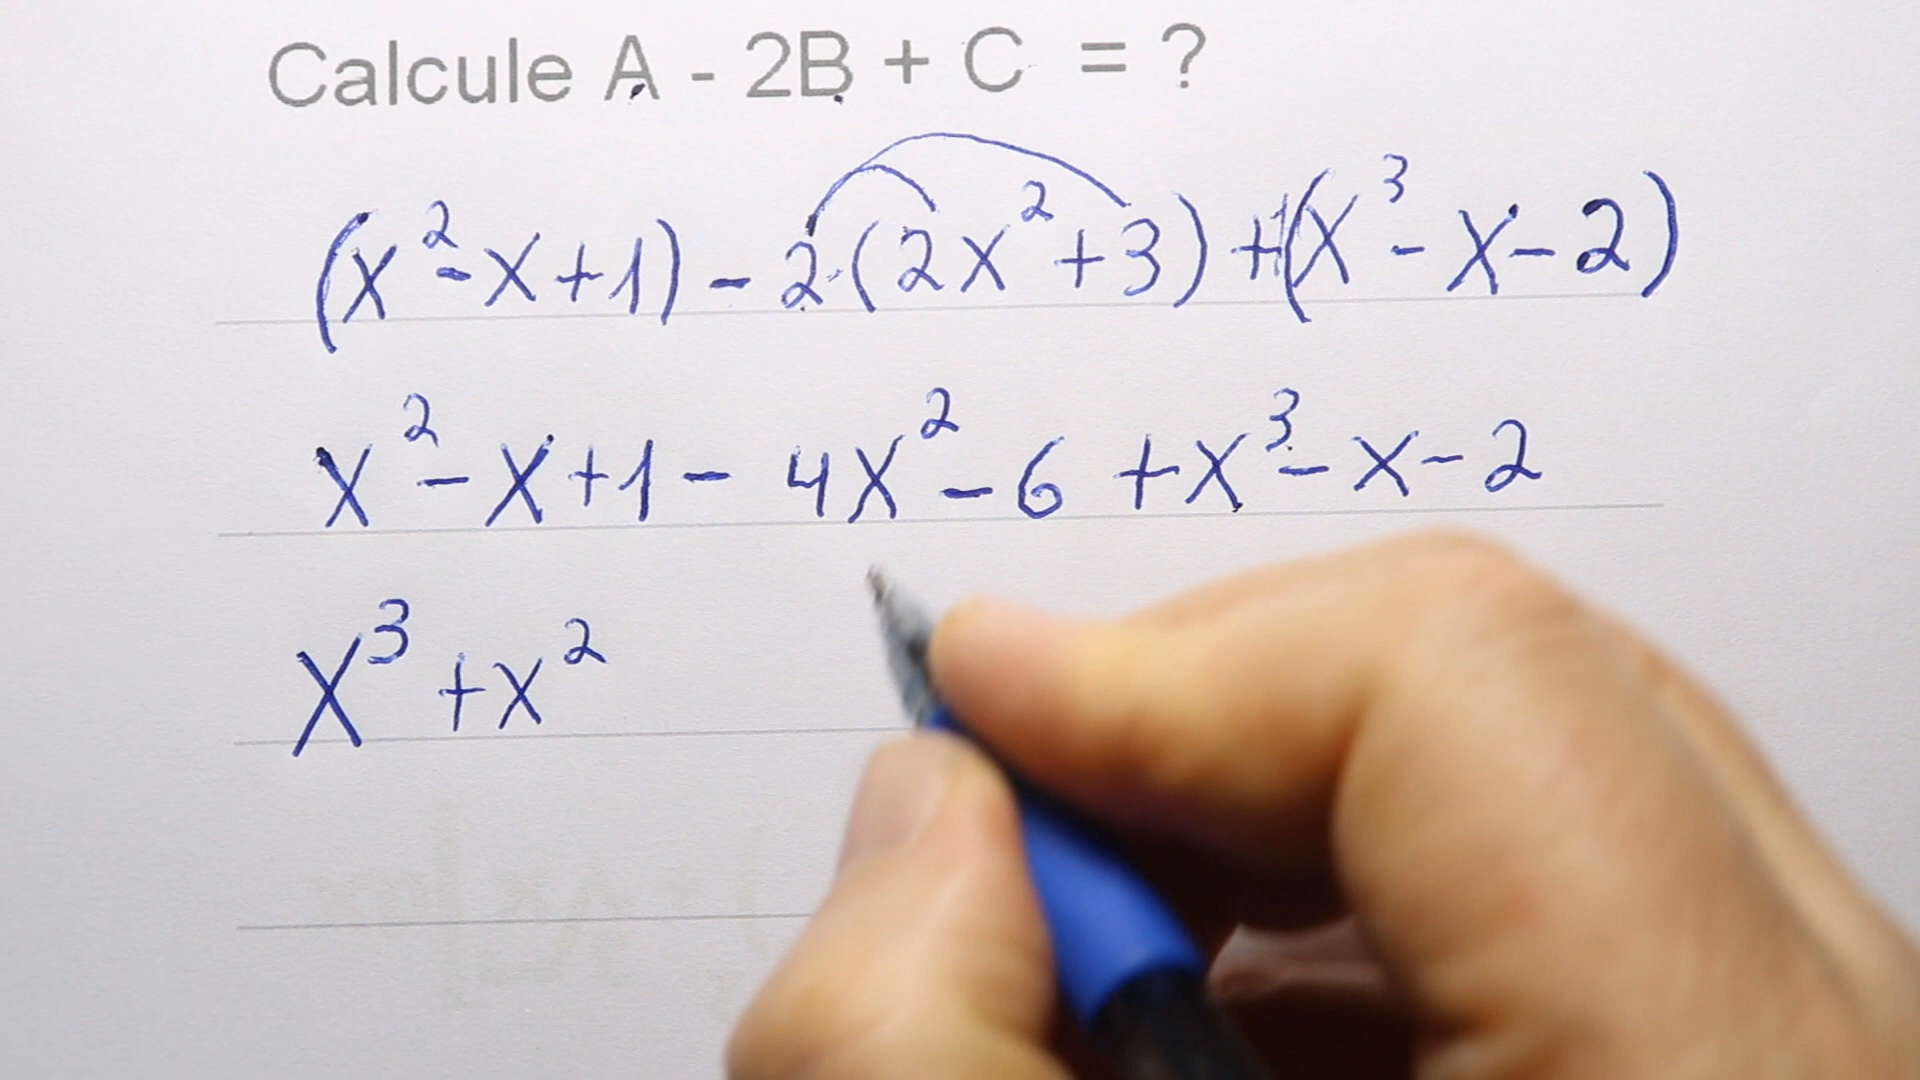 Calcule A - 2B + C = ?
(x²-x+1) - 2·(2x²+3) +1(x³-x-2)
x²-x+1- 4x²-6 +x³-x-2
x³+x²